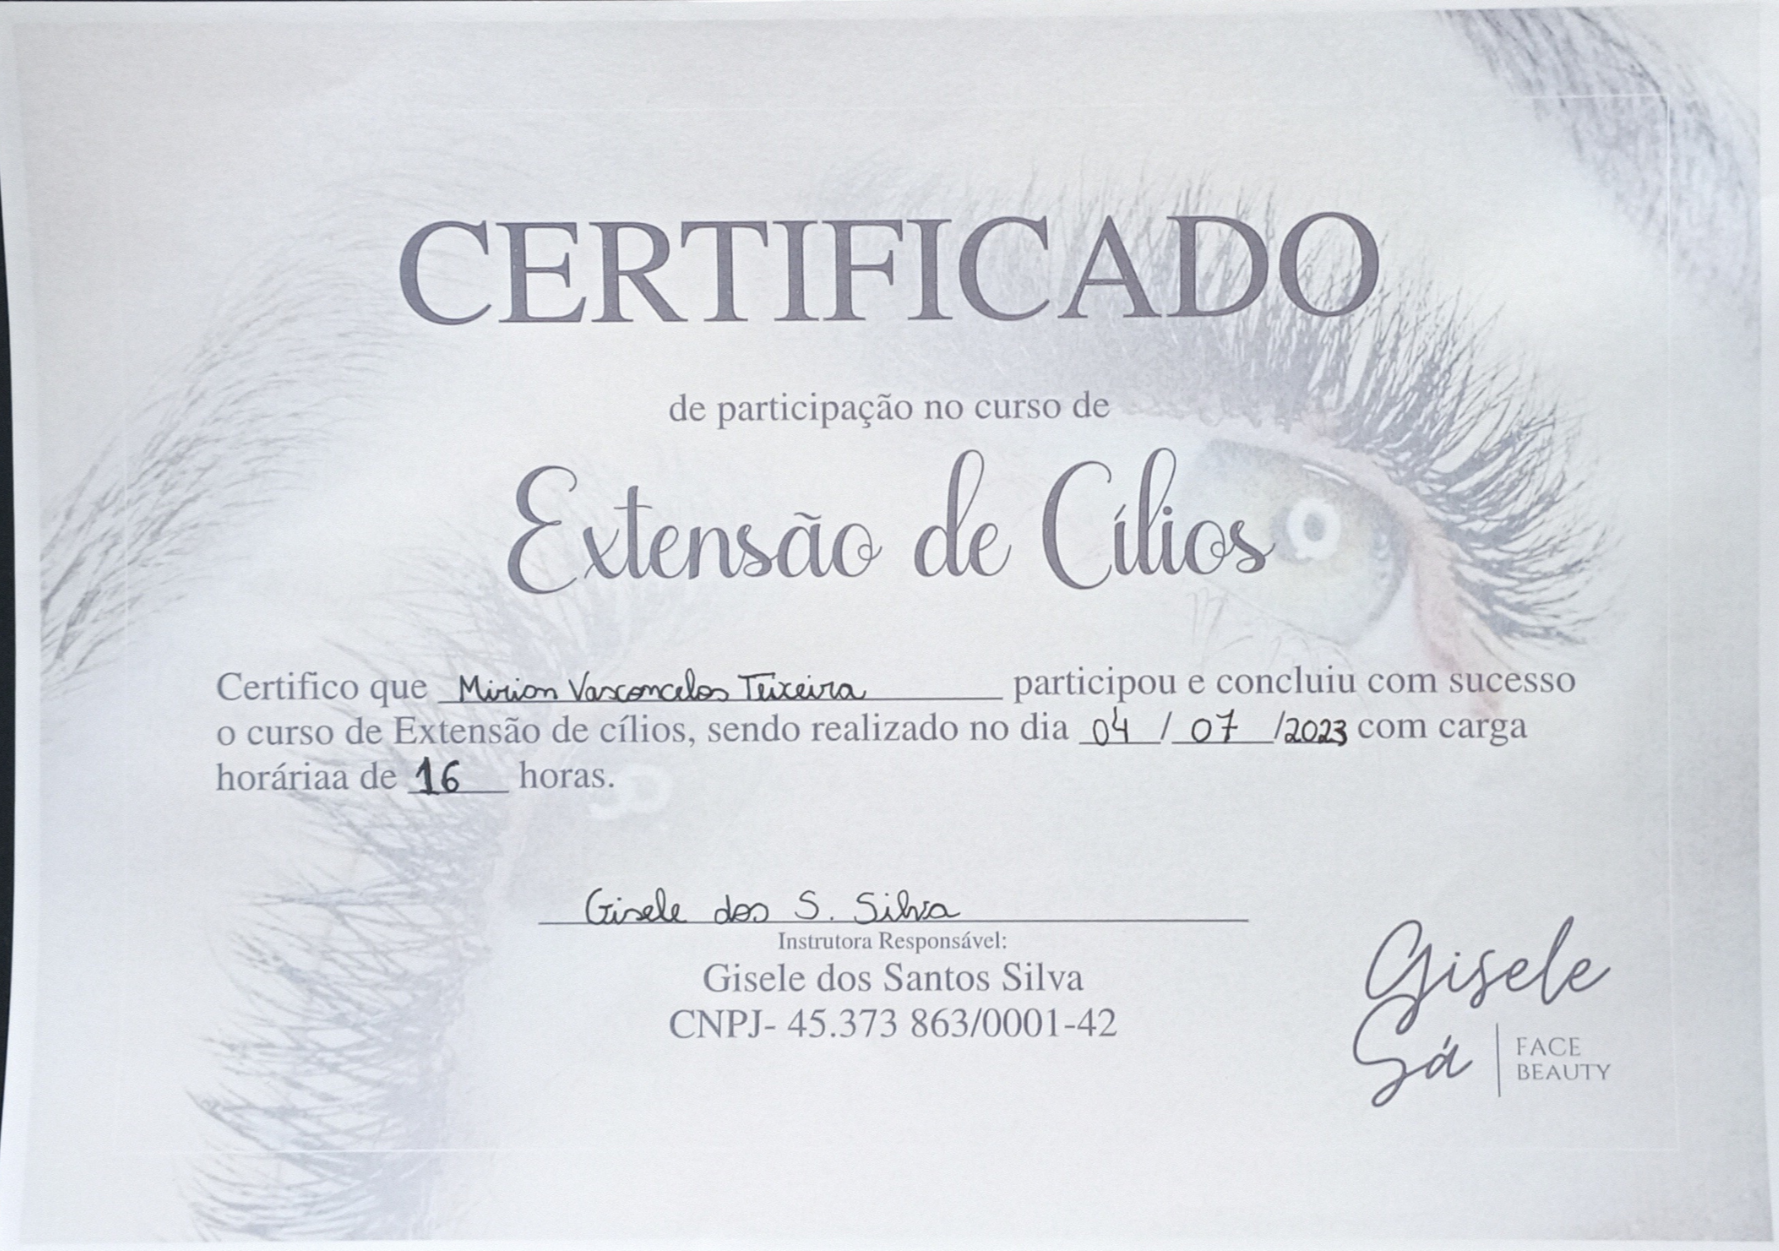 CERTIFICADO
de participação no curso de
Extensão de Cílios
Certifico que Mirian Vasconcelos Teixeira participou e concluiu com sucesso
o curso de Extensão de cílios, sendo realizado no dia 04 / 07 /2023 com carga
horáriaa de 16 horas.
Gisele dos S. Silva
Instrutora Responsável:
Gisele dos Santos Silva
CNPJ- 45.373 863/0001-42
Gisele
Sá
FACE
BEAUTY